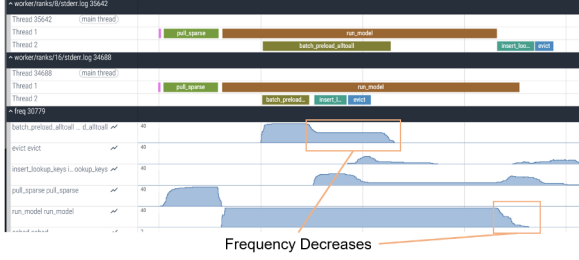 ^ worker/ranks/8/stderr.log 35642
Thread 35642 (main thread)
Thread 1 pull_sparse run_model
Thread 2 batch_preload_alltoall insert_loo... evict
^ worker/ranks/16/stderr.log 34688
Thread 34688 (main thread)
Thread 1 pull_sparse run_model
Thread 2 batch_preload... insert_l... evict
^ freq 30779
batch_preload_alltoall ... d_alltoall 40
evict evict
insert_lookup_keys i... ookup_keys 40
pull_sparse pull_sparse 40
run_model run_model 40
Frequency Decreases